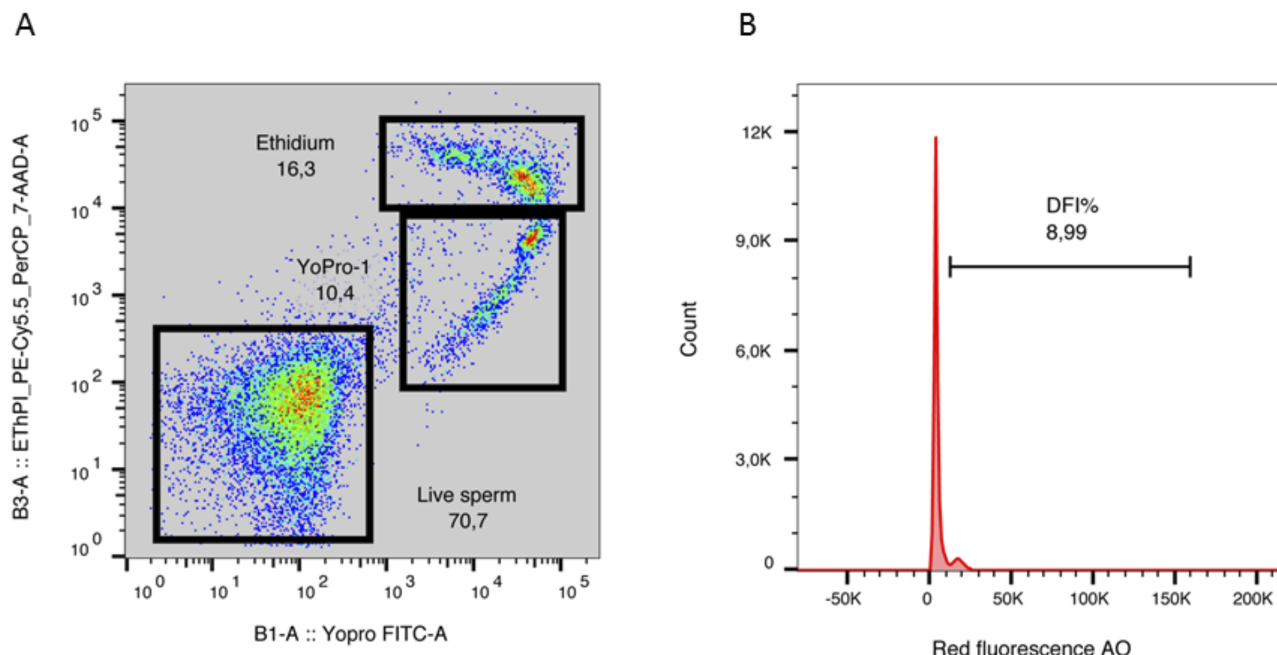 A
B
10^5
10^4
10^3
10^2
10^1
10^0
B3-A :: EThPI_PE-Cy5.5_PerCP_7-AAD-A
Ethidium
16,3
YoPro-1
10,4
Live sperm
70,7
10^0 10^1 10^2 10^3 10^4 10^5
B1-A :: Yopro FITC-A
12K
9,0K
6,0K
3,0K
0
Count
DFI%
8,99
-50K 0 50K 100K 150K 200K
Red fluorescence AO